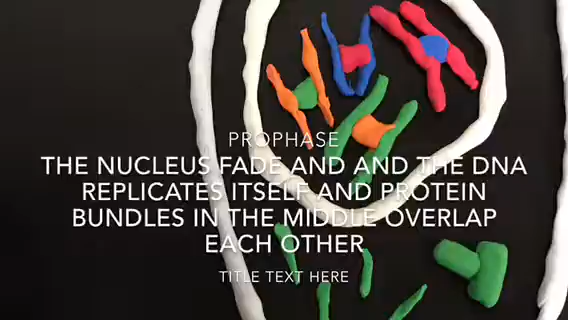 PROPHASE
THE NUCLEUS FADE AND AND THE DNA
REPLICATES ITSELF AND PROTEIN
BUNDLES IN THE MIDDLE OVERLAP
EACH OTHER
TITLE TEXT HERE